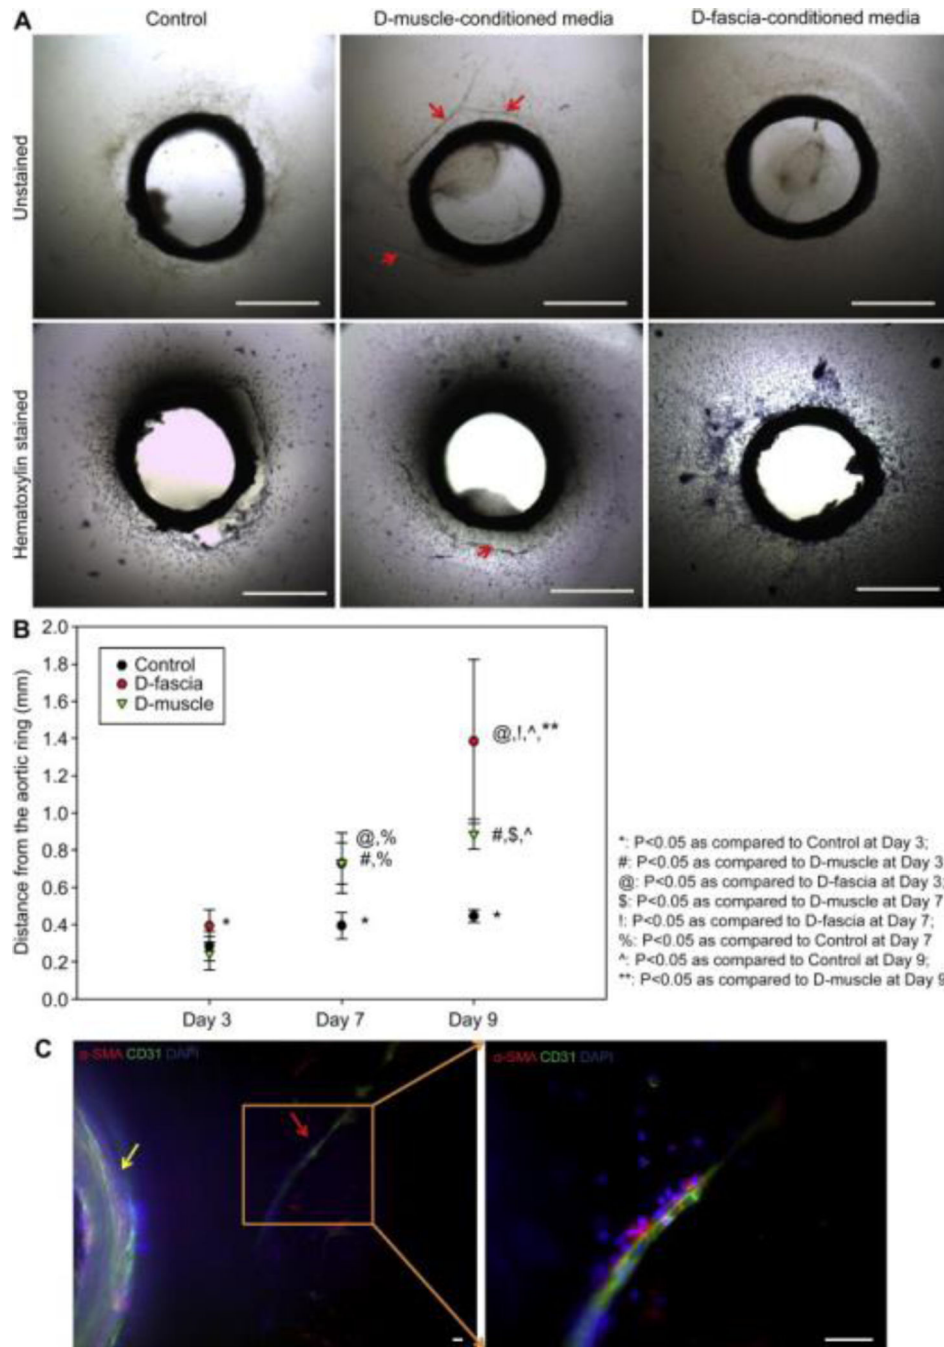 A
Control
D-muscle-conditioned media
D-fascia-conditioned media
Unstained
Hematoxylin stained
B
Distance from the aortic ring (mm)
2.0
1.8
1.6
1.4
1.2
1.0
0.8
0.6
0.4
0.2
0.0
Control
D-fascia
D-muscle
*
@,%
#,%
*
@,!,^,**
#,$,^
*
Day 3
Day 7
Day 9
*: P<0.05 as compared to Control at Day 3;
#: P<0.05 as compared to D-muscle at Day 3
@: P<0.05 as compared to D-fascia at Day 3;
$: P<0.05 as compared to D-muscle at Day 7
!: P<0.05 as compared to D-fascia at Day 7;
%: P<0.05 as compared to Control at Day 7
^: P<0.05 as compared to Control at Day 9;
**: P<0.05 as compared to D-muscle at Day 9
C
α-SMA CD31 DAPI
α-SMA CD31 DAPI